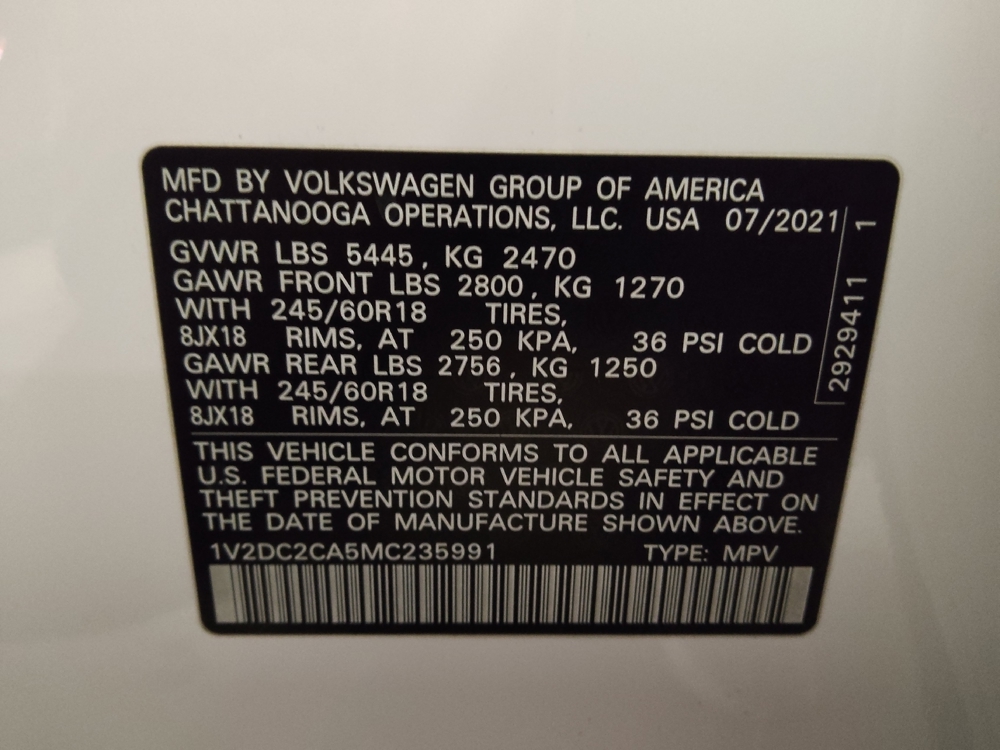 MFD BY VOLKSWAGEN GROUP OF AMERICA
CHATTANOOGA OPERATIONS, LLC. USA 07/2021
GVWR LBS 5445, KG 2470
GAWR FRONT LBS 2800, KG 1270
WITH 245/60R18 TIRES,
8JX18 RIMS, AT 250 KPA, 36 PSI COLD
GAWR REAR LBS 2756, KG 1250
WITH 245/60R18 TIRES,
8JX18 RIMS, AT 250 KPA, 36 PSI COLD
2929411 1
THIS VEHICLE CONFORMS TO ALL APPLICABLE
U.S. FEDERAL MOTOR VEHICLE SAFETY AND
THEFT PREVENTION STANDARDS IN EFFECT ON
THE DATE OF MANUFACTURE SHOWN ABOVE.
1V2DC2CA5MC235991 TYPE: MPV